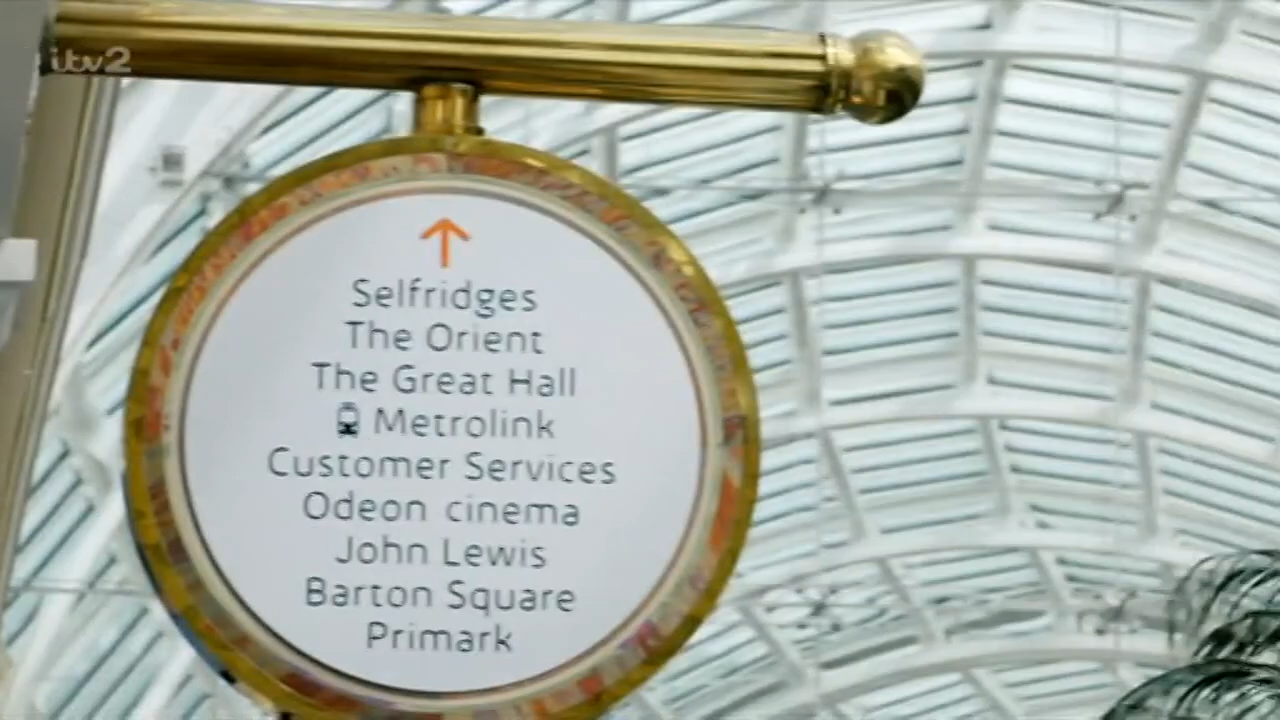 itv2
Selfridges
The Orient
The Great Hall
Metrolink
Customer Services
Odeon cinema
John Lewis
Barton Square
Primark